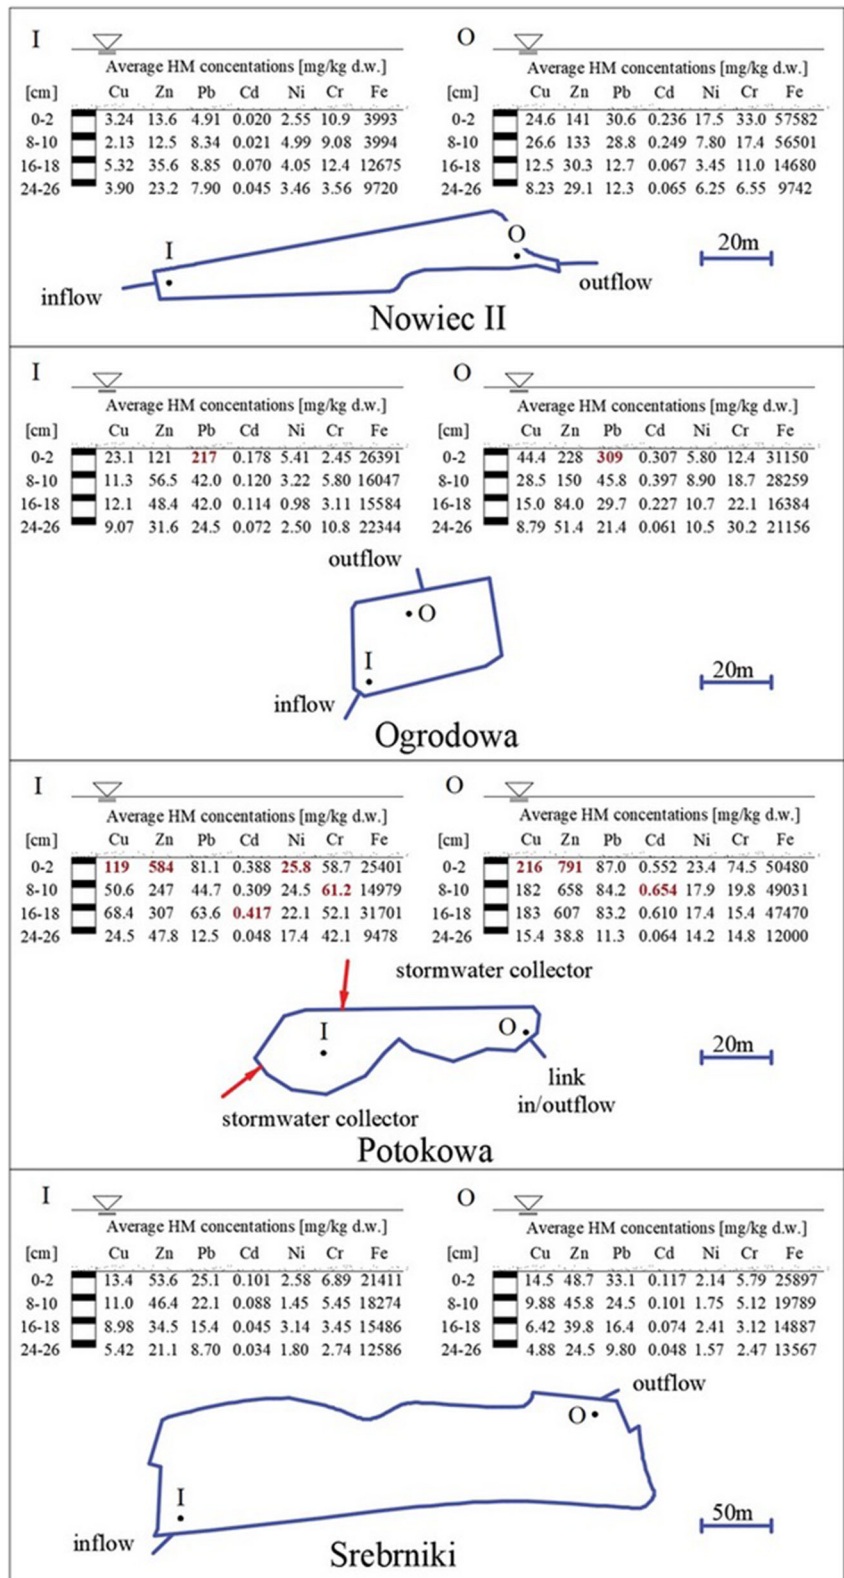 I
O
Average HM concentations [mg/kg d.w.]
Average HM concentations [mg/kg d.w.]
[cm] Cu Zn Pb Cd Ni Cr Fe
[cm] Cu Zn Pb Cd Ni Cr Fe
0-2 3.24 13.6 4.91 0.020 2.55 10.9 3993
0-2 24.6 141 30.6 0.236 17.5 33.0 57582
8-10 2.13 12.5 8.34 0.021 4.99 9.08 3994
8-10 26.6 133 28.8 0.249 7.80 17.4 56501
16-18 5.32 35.6 8.85 0.070 4.05 12.4 12675
16-18 12.5 30.3 12.7 0.067 3.45 11.0 14680
24-26 3.90 23.2 7.90 0.045 3.46 3.56 9720
24-26 8.23 29.1 12.3 0.065 6.25 6.55 9742
I
O
20m
inflow
outflow
Nowiec II
I
O
Average HM concentations [mg/kg d.w.]
Average HM concentations [mg/kg d.w.]
[cm] Cu Zn Pb Cd Ni Cr Fe
[cm] Cu Zn Pb Cd Ni Cr Fe
0-2 23.1 121 217 0.178 5.41 2.45 26391
0-2 44.4 228 309 0.307 5.80 12.4 31150
8-10 11.3 56.5 42.0 0.120 3.22 5.80 16047
8-10 28.5 150 45.8 0.397 8.90 18.7 28259
16-18 12.1 48.4 42.0 0.114 0.98 3.11 15584
16-18 15.0 84.0 29.7 0.227 10.7 22.1 16384
24-26 9.07 31.6 24.5 0.072 2.50 10.8 22344
24-26 8.79 51.4 21.4 0.061 10.5 30.2 21156
outflow
O
I
20m
inflow
Ogrodowa
I
O
Average HM concentations [mg/kg d.w.]
Average HM concentations [mg/kg d.w.]
[cm] Cu Zn Pb Cd Ni Cr Fe
[cm] Cu Zn Pb Cd Ni Cr Fe
0-2 119 584 81.1 0.388 25.8 58.7 25401
0-2 216 791 87.0 0.552 23.4 74.5 50480
8-10 50.6 247 44.7 0.309 24.5 61.2 14979
8-10 182 658 84.2 0.654 17.9 19.8 49031
16-18 68.4 307 63.6 0.417 22.1 52.1 31701
16-18 183 607 83.2 0.610 17.4 15.4 47470
24-26 24.5 47.8 12.5 0.048 17.4 42.1 9478
24-26 15.4 38.8 11.3 0.064 14.2 14.8 12000
stormwater collector
I
O
20m
link
in/outflow
stormwater collector
Potokowa
I
O
Average HM concentations [mg/kg d.w.]
Average HM concentations [mg/kg d.w.]
[cm] Cu Zn Pb Cd Ni Cr Fe
[cm] Cu Zn Pb Cd Ni Cr Fe
0-2 13.4 53.6 25.1 0.101 2.58 6.89 21411
0-2 14.5 48.7 33.1 0.117 2.14 5.79 25897
8-10 11.0 46.4 22.1 0.088 1.45 5.45 18274
8-10 9.88 45.8 24.5 0.101 1.75 5.12 19789
16-18 8.98 34.5 15.4 0.045 3.14 3.45 15486
16-18 6.42 39.8 16.4 0.074 2.41 3.12 14887
24-26 5.42 21.1 8.70 0.034 1.80 2.74 12586
24-26 4.88 24.5 9.80 0.048 1.57 2.47 13567
outflow
O
I
50m
inflow
Srebrniki